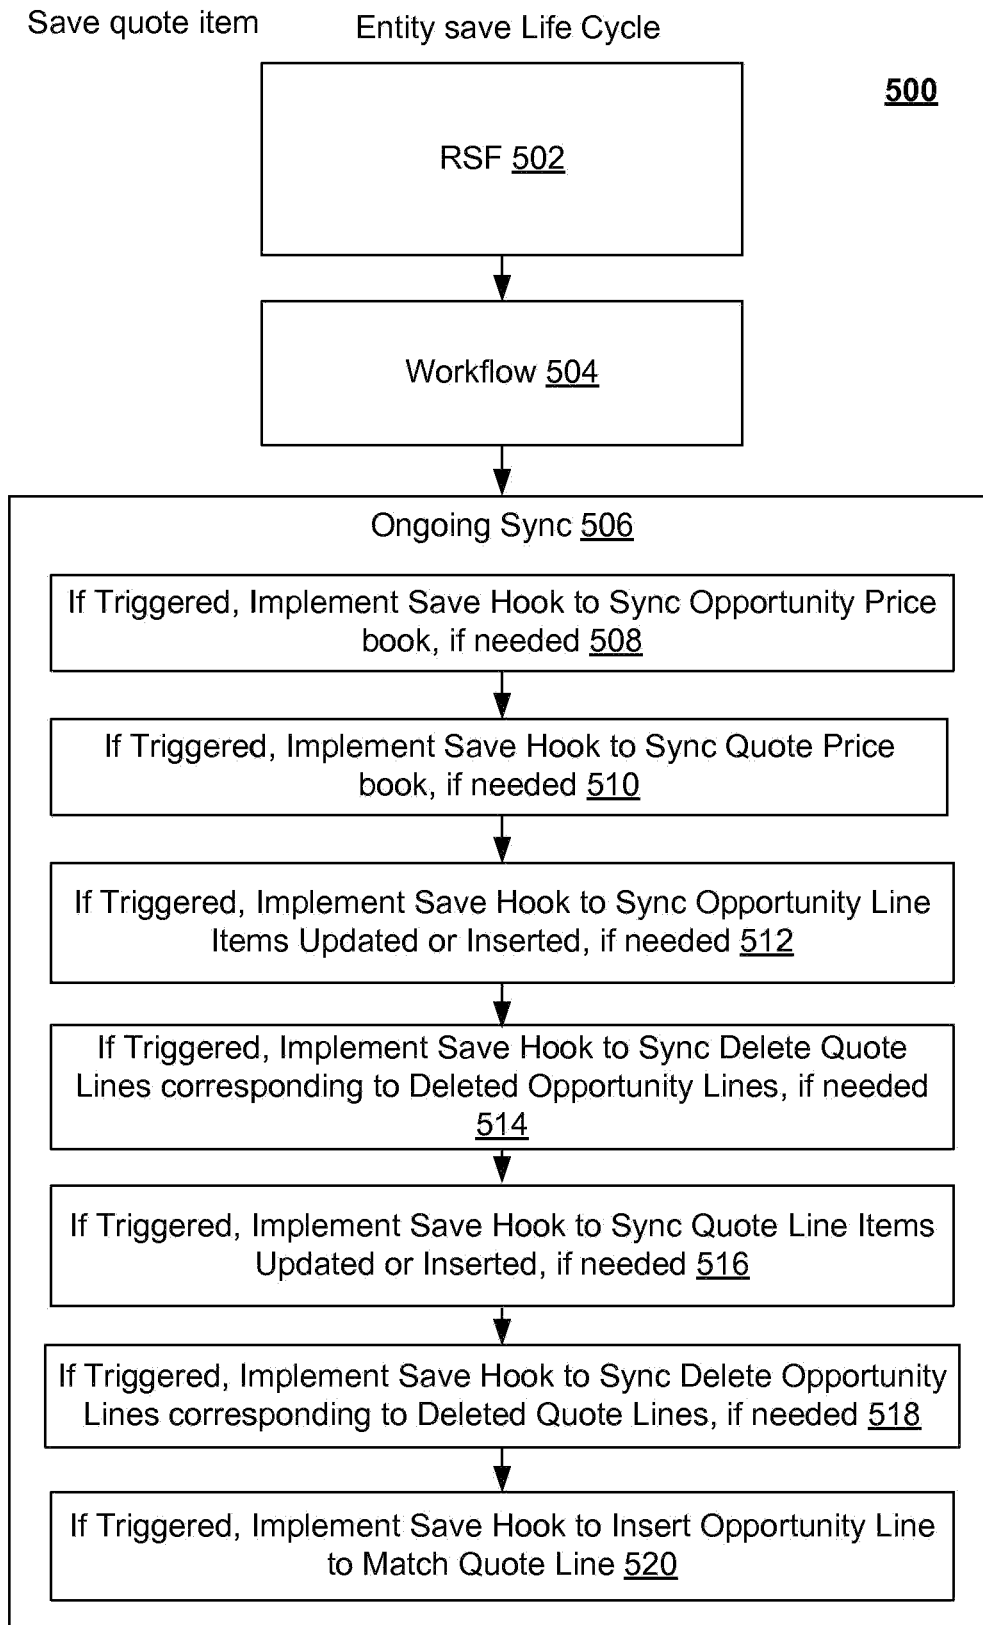 Save quote item
Entity save Life Cycle
500
RSF 502
Workflow 504
Ongoing Sync 506
If Triggered, Implement Save Hook to Sync Opportunity Price
book, if needed 508
If Triggered, Implement Save Hook to Sync Quote Price
book, if needed 510
If Triggered, Implement Save Hook to Sync Opportunity Line
Items Updated or Inserted, if needed 512
If Triggered, Implement Save Hook to Sync Delete Quote
Lines corresponding to Deleted Opportunity Lines, if needed
514
If Triggered, Implement Save Hook to Sync Quote Line Items
Updated or Inserted, if needed 516
If Triggered, Implement Save Hook to Sync Delete Opportunity
Lines corresponding to Deleted Quote Lines, if needed 518
If Triggered, Implement Save Hook to Insert Opportunity Line
to Match Quote Line 520